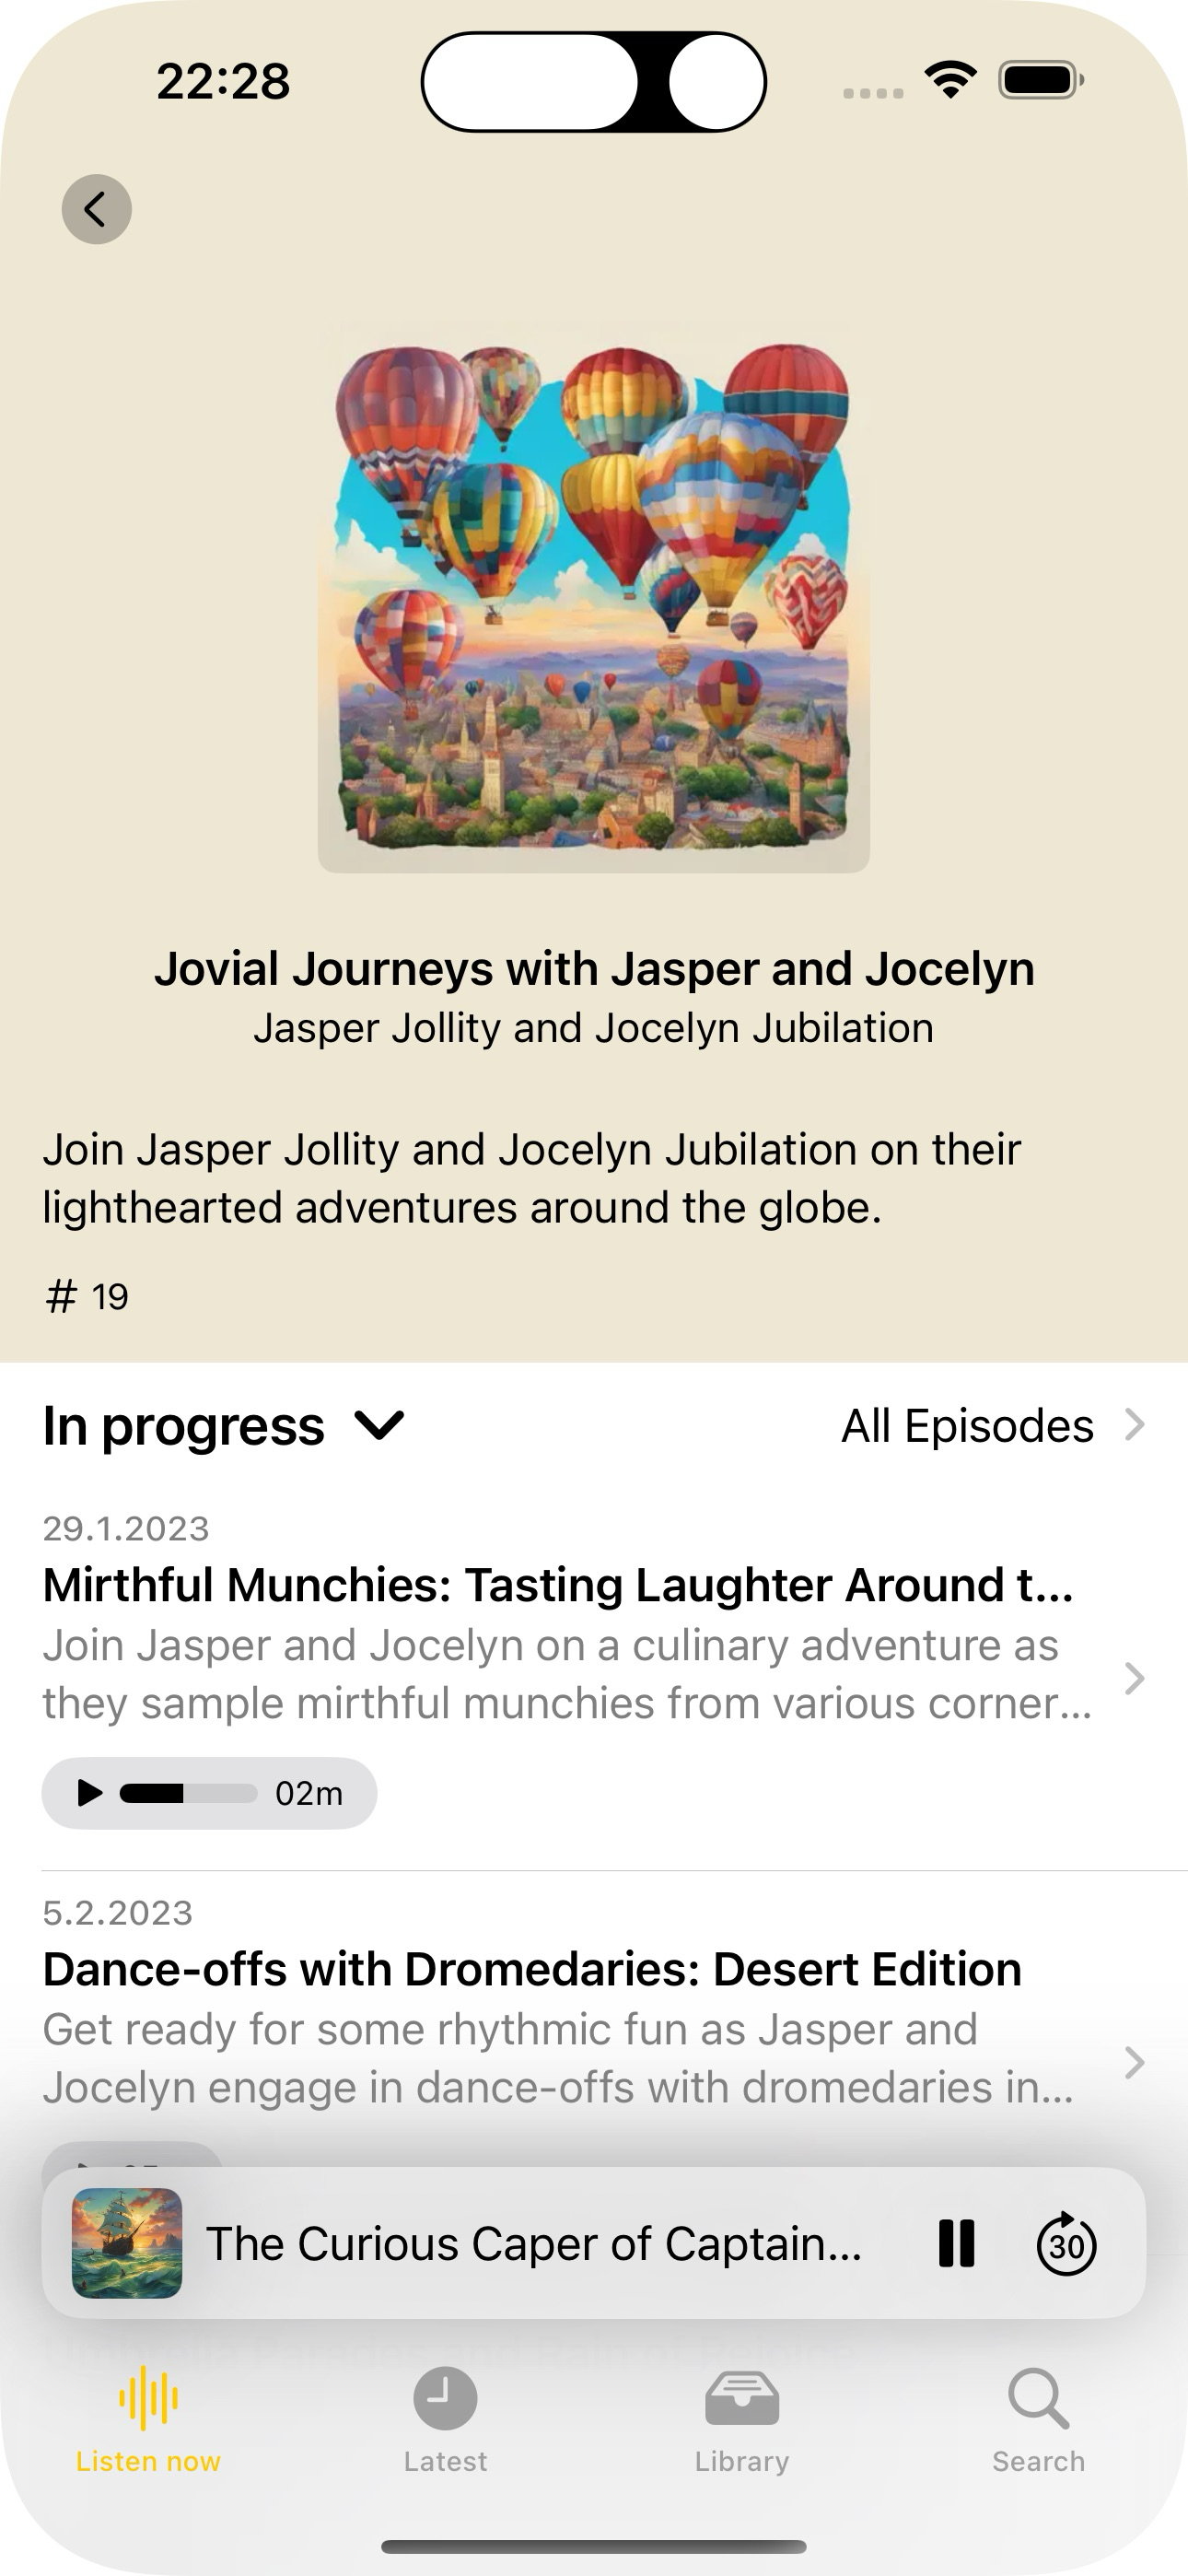 22:28
Jovial Journeys with Jasper and Jocelyn
Jasper Jollity and Jocelyn Jubilation
Join Jasper Jollity and Jocelyn Jubilation on their
lighthearted adventures around the globe.
# 19
In progress
All Episodes
29.1.2023
Mirthful Munchies: Tasting Laughter Around t...
Join Jasper and Jocelyn on a culinary adventure as
they sample mirthful munchies from various corner...
02m
5.2.2023
Dance-offs with Dromedaries: Desert Edition
Get ready for some rhythmic fun as Jasper and
Jocelyn engage in dance-offs with dromedaries in...
The Curious Caper of Captain...
30
Listen now
Latest
Library
Search